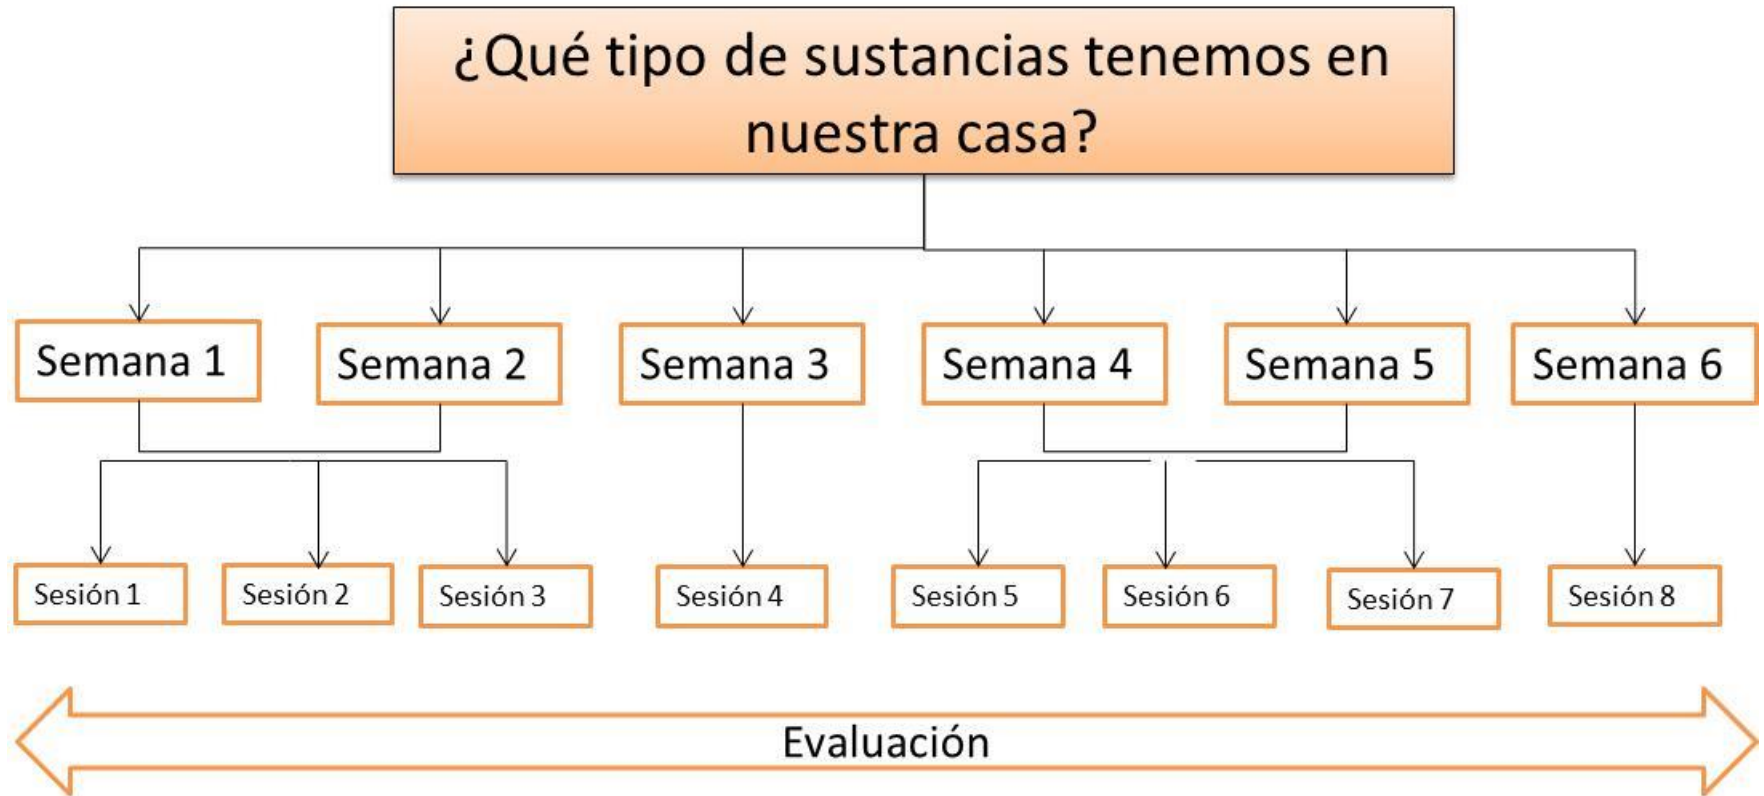 ¿Qué tipo de sustancias tenemos en
nuestra casa?
Semana 1
Semana 2
Semana 3
Semana 4
Semana 5
Semana 6
Sesión 1
Sesión 2
Sesión 3
Sesión 4
Sesión 5
Sesión 6
Sesión 7
Sesión 8
Evaluación